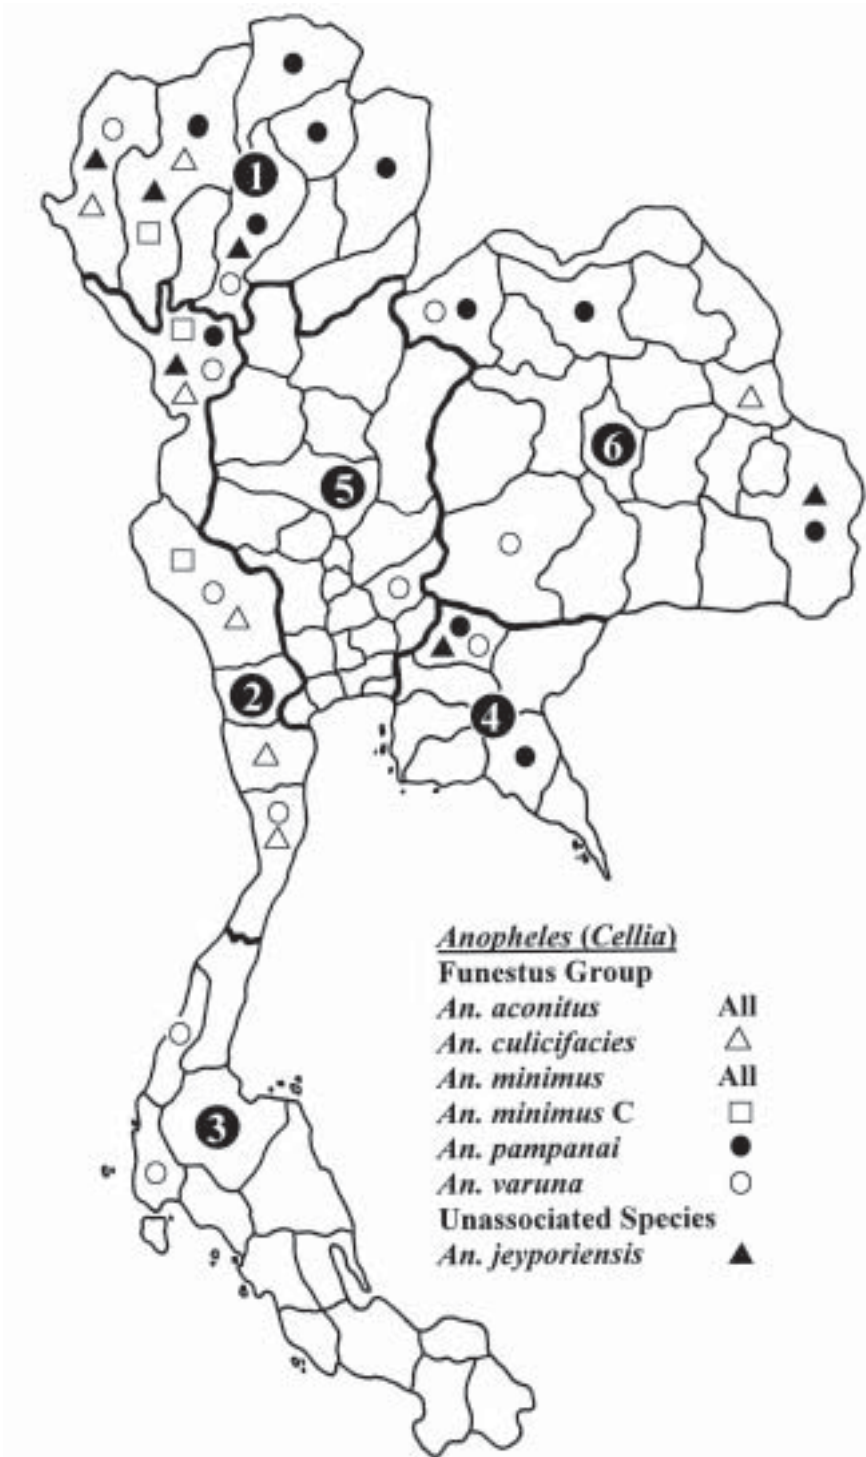 1
6
5
2
4
3
Anopheles (Cellia)
Funestus Group
An. aconitus All
An. culicifacies △
An. minimus All
An. minimus C □
An. pampanai ●
An. varuna ○
Unassociated Species
An. jeyporiensis ▲